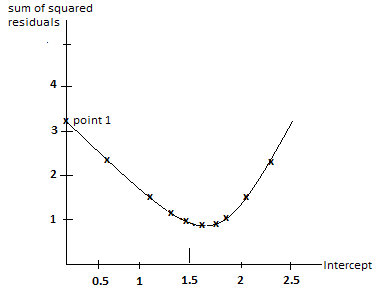 sum of squared
residuals
4
point 1
3
2
1
Intercept
0.5
1
1.5
2
2.5